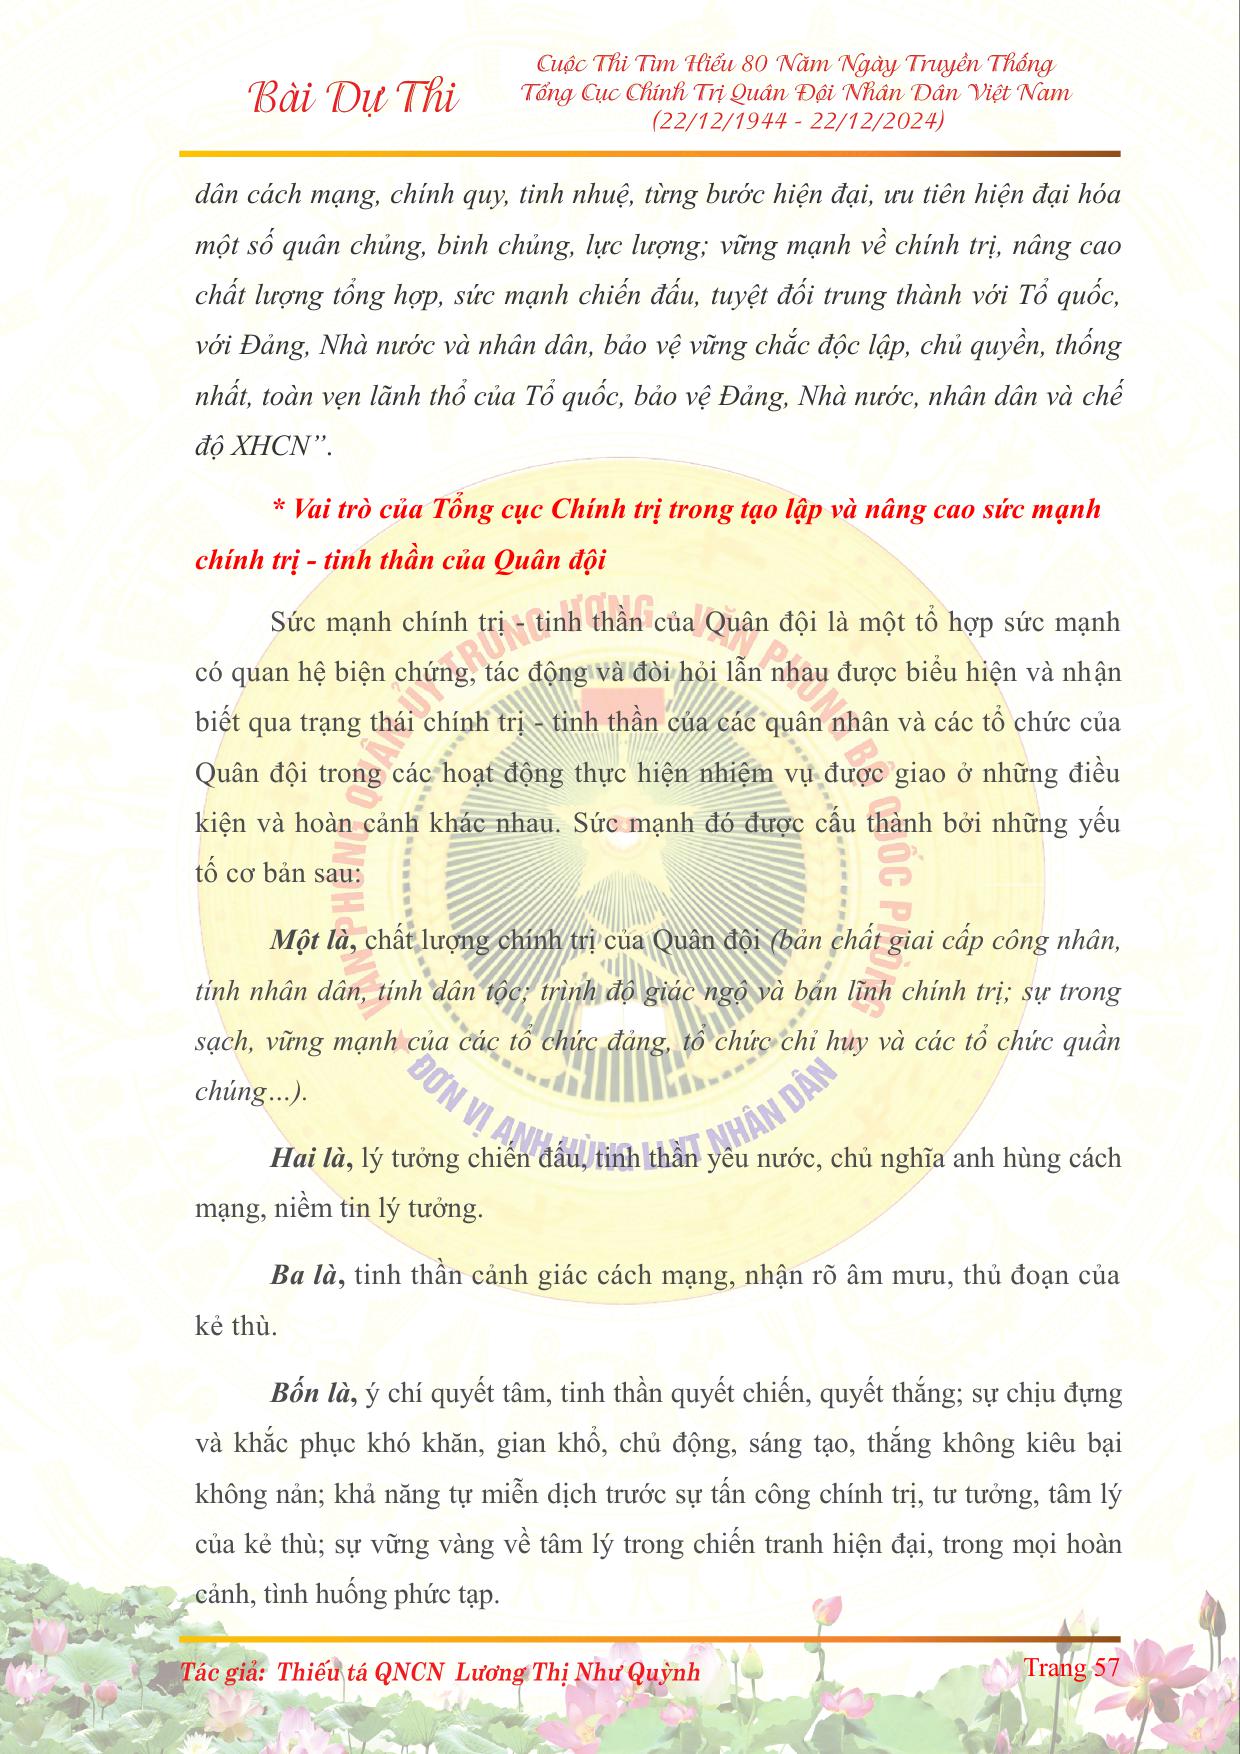 Bài Dự Thi
Cuộc Thi Tìm Hiểu 80 Năm Ngày Truyền Thống
Tổng Cục Chính Trị Quân Đội Nhân Dân Việt Nam
(22/12/1944 - 22/12/2024)
dân cách mạng, chính quy, tinh nhuệ, từng bước hiện đại, ưu tiên hiện đại hóa
một số quân chủng, binh chủng, lực lượng; vững mạnh về chính trị, nâng cao
chất lượng tổng hợp, sức mạnh chiến đấu, tuyệt đối trung thành với Tổ quốc,
với Đảng, Nhà nước và nhân dân, bảo vệ vững chắc độc lập, chủ quyền, thống
nhất, toàn vẹn lãnh thổ của Tổ quốc, bảo vệ Đảng, Nhà nước, nhân dân và chế
độ XHCN”.
* Vai trò của Tổng cục Chính trị trong tạo lập và nâng cao sức mạnh
chính trị - tinh thần của Quân đội
Sức mạnh chính trị - tinh thần của Quân đội là một tổ hợp sức mạnh
có quan hệ biện chứng, tác động và đòi hỏi lẫn nhau được biểu hiện và nhận
biết qua trạng thái chính trị - tinh thần của các quân nhân và các tổ chức của
Quân đội trong các hoạt động thực hiện nhiệm vụ được giao ở những điều
kiện và hoàn cảnh khác nhau. Sức mạnh đó được cấu thành bởi những yếu
tố cơ bản sau:
Một là, chất lượng chính trị của Quân đội (bản chất giai cấp công nhân,
tính nhân dân, tính dân tộc; trình độ giác ngộ và bản lĩnh chính trị; sự trong
sạch, vững mạnh của các tổ chức đảng, tổ chức chỉ huy và các tổ chức quần
chúng...).
Hai là, lý tưởng chiến đấu, tinh thần yêu nước, chủ nghĩa anh hùng cách
mạng, niềm tin lý tưởng.
Ba là, tinh thần cảnh giác cách mạng, nhận rõ âm mưu, thủ đoạn của
kẻ thù.
Bốn là, ý chí quyết tâm, tinh thần quyết chiến, quyết thắng; sự chịu đựng
và khắc phục khó khăn, gian khổ, chủ động, sáng tạo, thắng không kiêu bại
không nản; khả năng tự miễn dịch trước sự tấn công chính trị, tư tưởng, tâm lý
của kẻ thù; sự vững vàng về tâm lý trong chiến tranh hiện đại, trong mọi hoàn
cảnh, tình huống phức tạp.
VĂN PHÒNG QUÂN ỦY TRUNG ƯƠNG - VĂN PHÒNG BỘ QUỐC PHÒNG
ĐƠN VỊ ANH HÙNG LLVT NHÂN DÂN
Tác giả: Thiếu tá QNCN Lương Thị Như Quỳnh
Trang 57